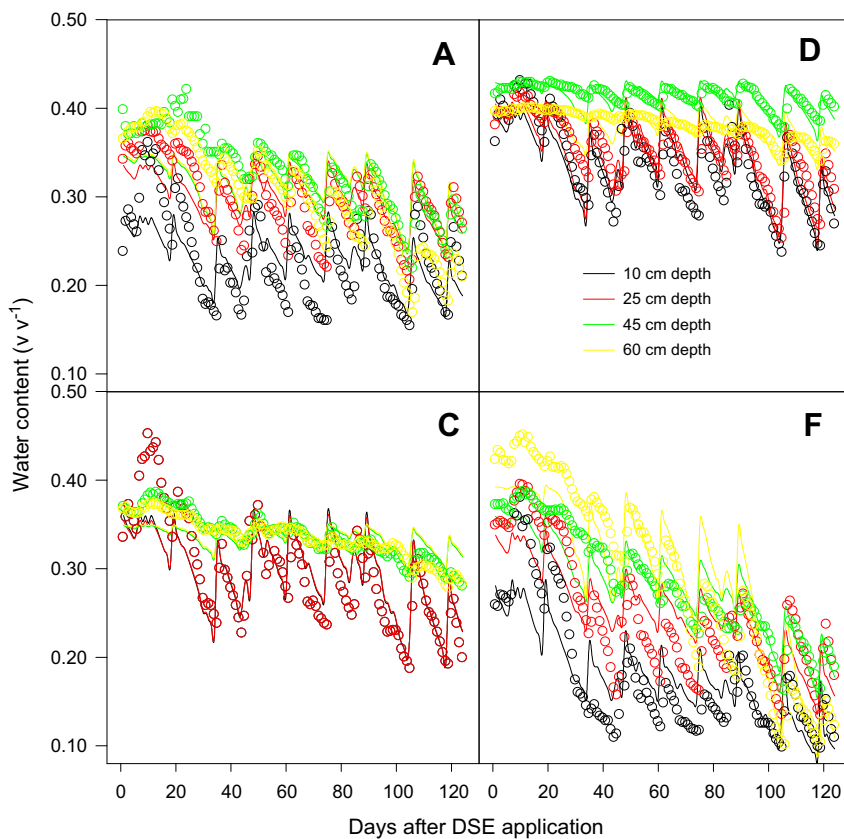 0.50
A
D
0.40
0.30
0.20
0.10
10 cm depth
25 cm depth
45 cm depth
60 cm depth
Water content (v v-1)
0.50
C
F
0.40
0.30
0.20
0.10
0 20 40 60 80 100 120 0 20 40 60 80 100 120
Days after DSE application